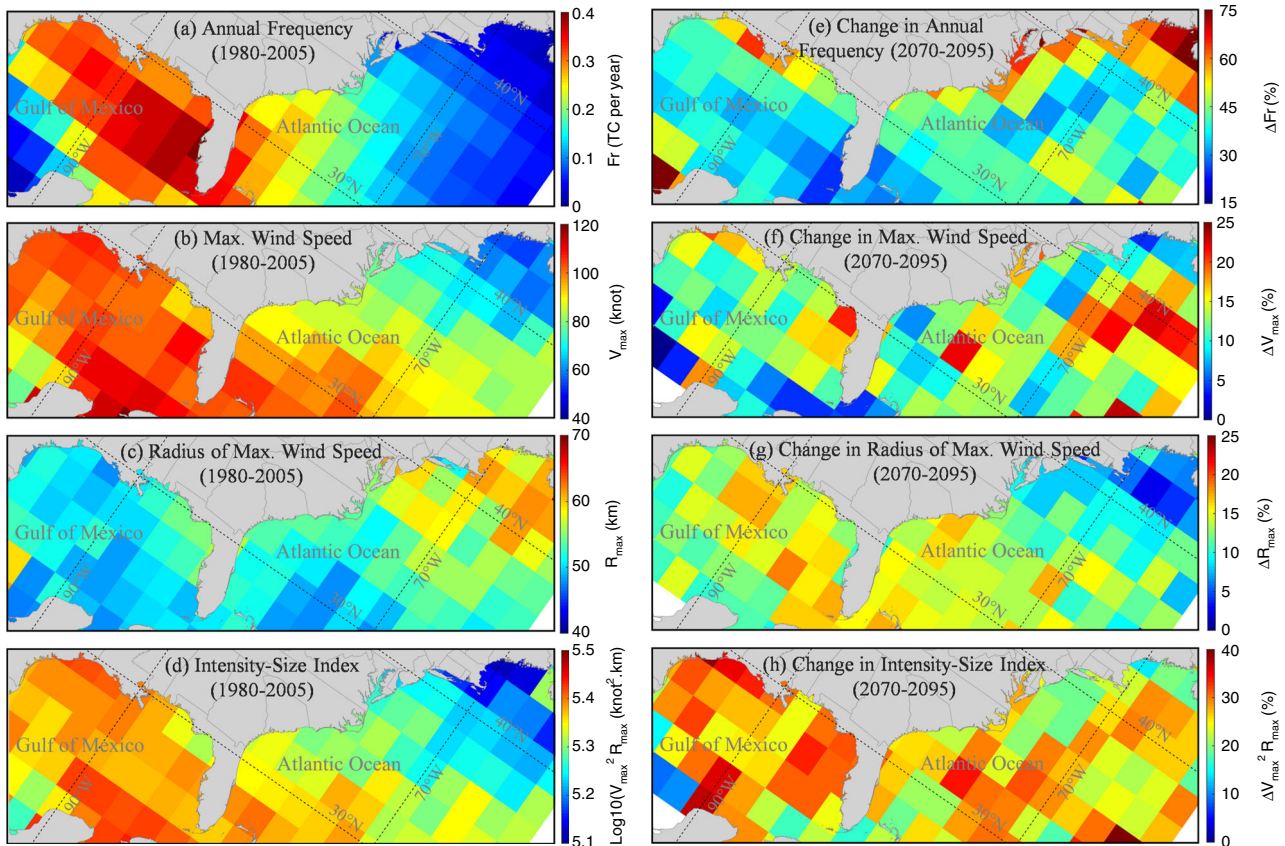 (a) Annual Frequency
(1980-2005)
Gulf of Mexico
Atlantic Ocean
90°W
30°N
70°W
40°N
0.4
0.3
0.2
0.1
0
Fr (TC per year)
(e) Change in Annual
Frequency (2070-2095)
Gulf of Mexico
Atlantic Ocean
90°W
30°N
70°W
40°N
75
60
45
30
15
ΔFr (%)
(b) Max. Wind Speed
(1980-2005)
Gulf of Mexico
Atlantic Ocean
90°W
30°N
70°W
40°N
120
100
80
60
40
Vmax (knot)
(f) Change in Max. Wind Speed
(2070-2095)
Gulf of Mexico
Atlantic Ocean
90°W
30°N
70°W
40°N
25
20
15
10
5
0
ΔVmax (%)
(c) Radius of Max. Wind Speed
(1980-2005)
Gulf of Mexico
Atlantic Ocean
90°W
30°N
70°W
40°N
70
60
50
40
Rmax (km)
(g) Change in Radius of Max. Wind Speed
(2070-2095)
Gulf of Mexico
Atlantic Ocean
90°W
30°N
70°W
40°N
25
20
15
10
5
0
ΔRmax (%)
(d) Intensity-Size Index
(1980-2005)
Gulf of Mexico
Atlantic Ocean
90°W
30°N
70°W
40°N
5.5
5.4
5.3
5.2
5.1
Log10(Vmax² Rmax) (knot².km)
(h) Change in Intensity-Size Index
(2070-2095)
Gulf of Mexico
Atlantic Ocean
90°W
30°N
70°W
40°N
40
30
20
10
0
ΔVmax² Rmax (%)